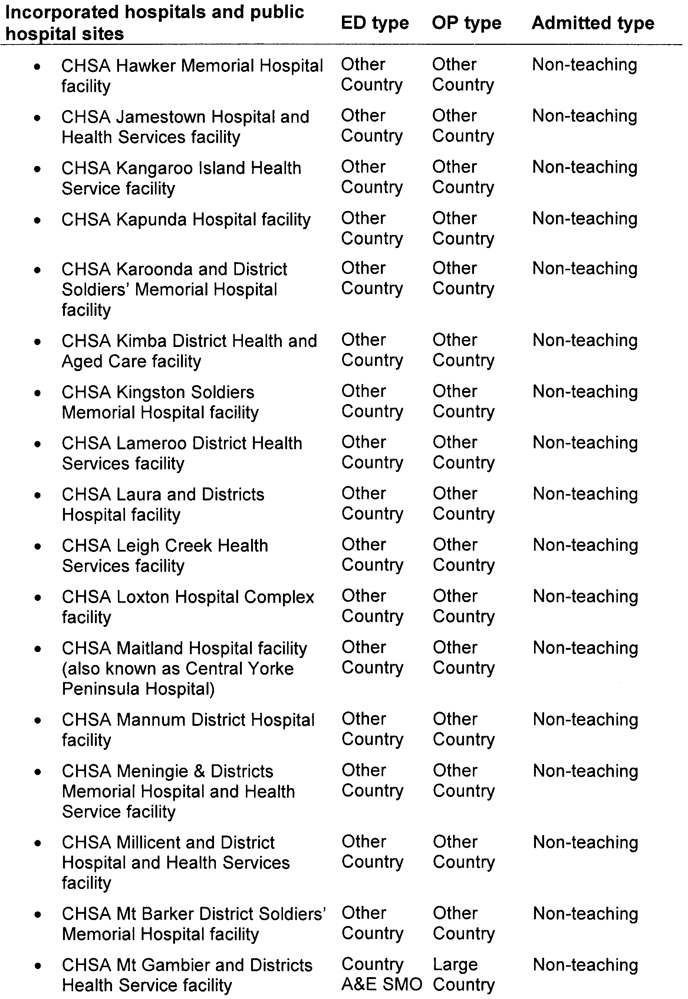 Incorporated hospitals and public hospital sites ED type OP type Admitted type
• CHSA Hawker Memorial Hospital Other Other Non-teaching
facility Country Country
• CHSA Jamestown Hospital and Other Other Non-teaching
Health Services facility Country Country
• CHSA Kangaroo Island Health Other Other Non-teaching
Service facility Country Country
• CHSA Kapunda Hospital facility Other Other Non-teaching
Country Country
• CHSA Karoonda and District Other Other Non-teaching
Soldiers’ Memorial Hospital Country Country
facility
• CHSA Kimba District Health and Other Other Non-teaching
Aged Care facility Country Country
• CHSA Kingston Soldiers Other Other Non-teaching
Memorial Hospital facility Country Country
• CHSA Lameroo District Health Other Other Non-teaching
Services facility Country Country
• CHSA Laura and Districts Other Other Non-teaching
Hospital facility Country Country
• CHSA Leigh Creek Health Other Other Non-teaching
Services facility Country Country
• CHSA Loxton Hospital Complex Other Other Non-teaching
facility Country Country
• CHSA Maitland Hospital facility Other Other Non-teaching
(also known as Central Yorke Country Country
Peninsula Hospital)
• CHSA Mannum District Hospital Other Other Non-teaching
facility Country Country
• CHSA Meningie & Districts Other Other Non-teaching
Memorial Hospital and Health Country Country
Service facility
• CHSA Millicent and District Other Other Non-teaching
Hospital and Health Services Country Country
facility
• CHSA Mt Barker District Soldiers’ Other Other Non-teaching
Memorial Hospital facility Country Country
• CHSA Mt Gambier and Districts Country Large Non-teaching
Health Service facility A&E SMO Country